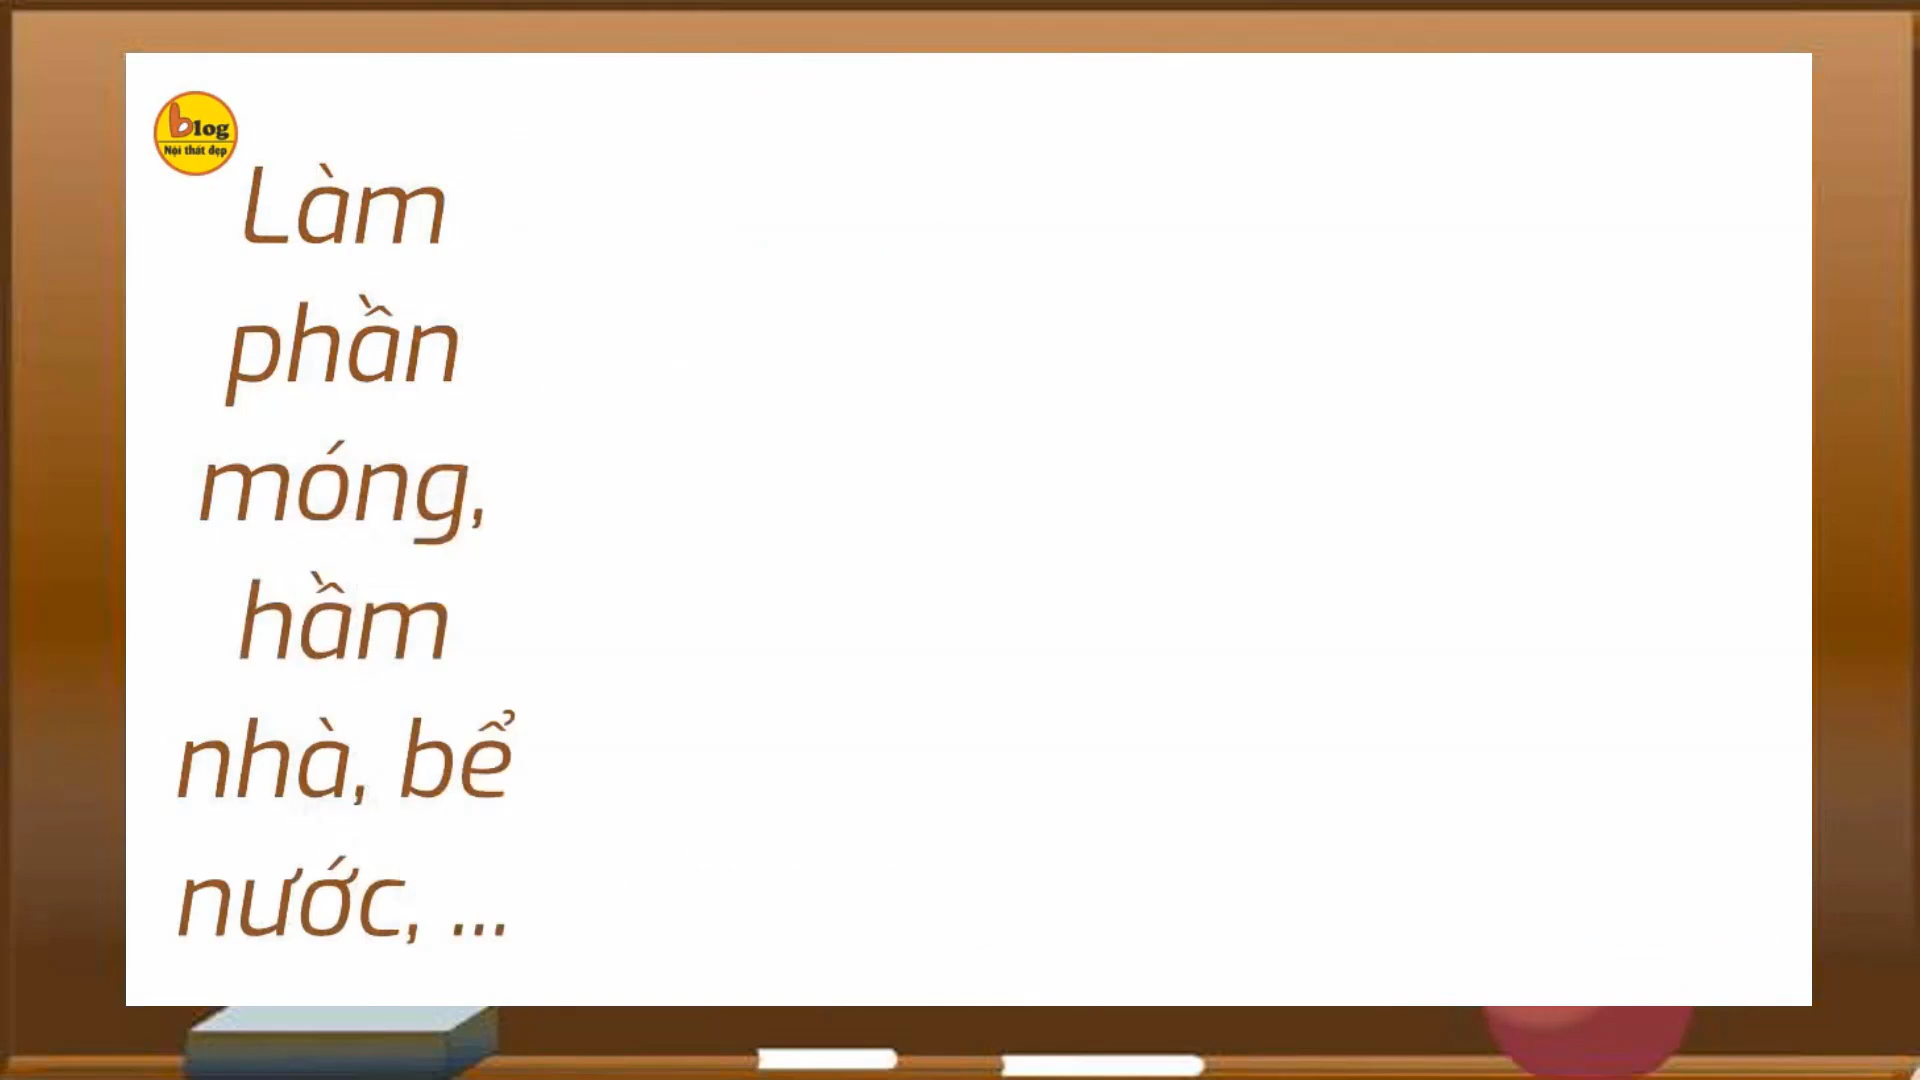 blog
Nội thất đẹp
Làm
phần
móng,
hầm
nhà, bể
nước, ...